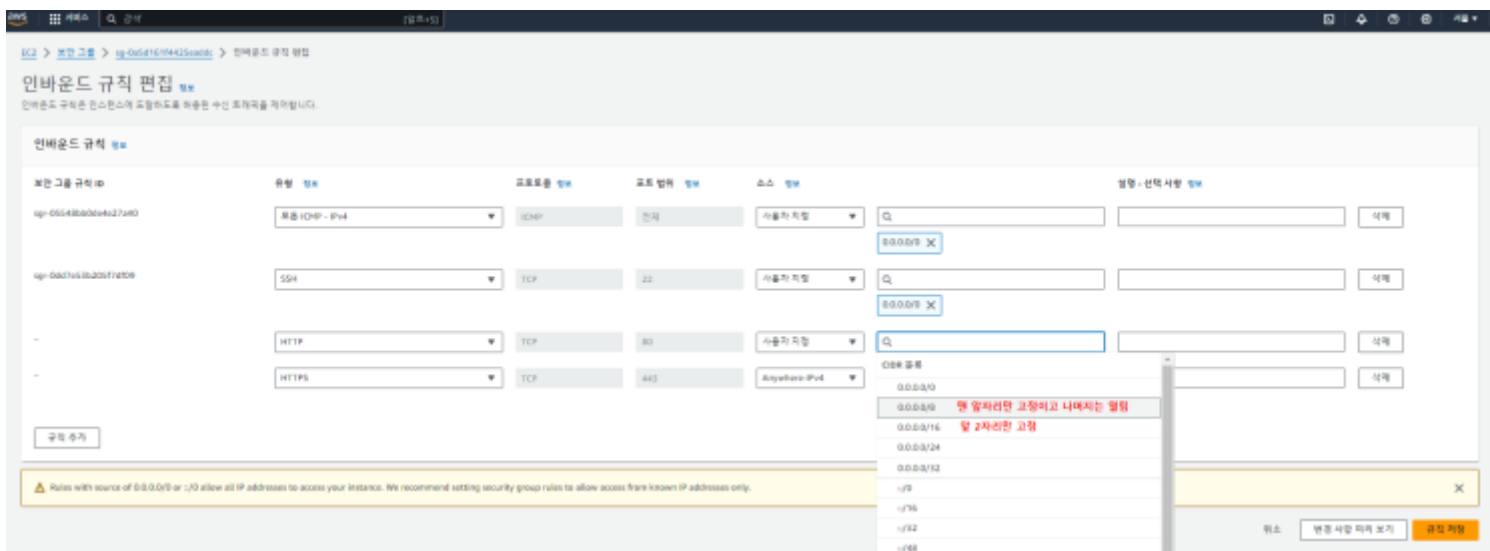 aws 서비스 검색 [알트+S] 서울
EC2 > 보안 그룹 > > 인바운드 규칙 편집
인바운드 규칙 편집 정보
인바운드 규칙은 인스턴스에 도달하도록 허용된 수신 트래픽을 제어합니다.
인바운드 규칙 정보
보안 그룹 규칙 ID 유형 정보 프로토콜 정보 포트 범위 정보 소스 정보 설명 - 선택 사항 정보
모든 ICMP - IPv4 ICMP 전체 사용자 지정 삭제
0.0.0.0/0
SSH TCP 22 사용자 지정 삭제
0.0.0.0/0
- HTTP TCP 80 사용자 지정 삭제
CIDR 블록
- HTTPS TCP 443 Anywhere-IPv4 삭제
0.0.0.0/0
0.0.0.0/8 맨 앞자리만 고정이고 나머지는 열림
0.0.0.0/16 앞 2자리만 고정
규칙 추가
0.0.0.0/24
0.0.0.0/32
Rules with source of 0.0.0.0/0 or ::/0 allow all IP addresses to access your instance. We recommend setting security group rules to allow access from known IP addresses only.
::/0
::/16
::/32
::/48
취소 변경 사항 미리 보기 규칙 저장